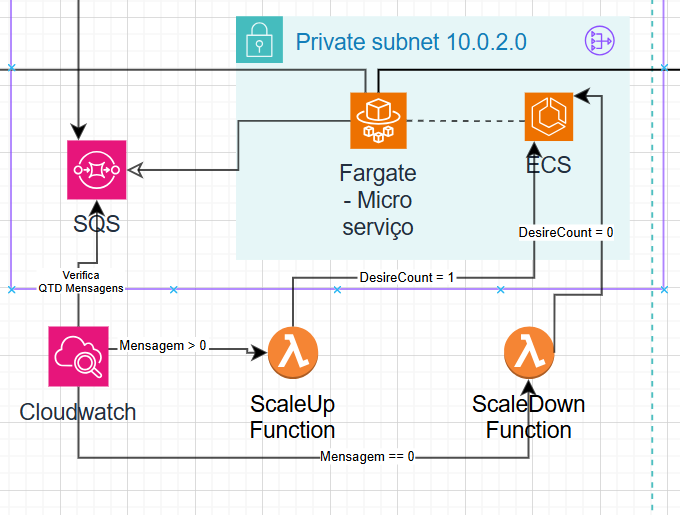 Private subnet 10.0.2.0
Fargate
- Micro
serviço
ECS
SQS
DesireCount = 0
Verifica
QTD Mensagens
DesireCount = 1
Mensagem > 0
Cloudwatch
ScaleUp
Function
ScaleDown
Function
Mensagem == 0